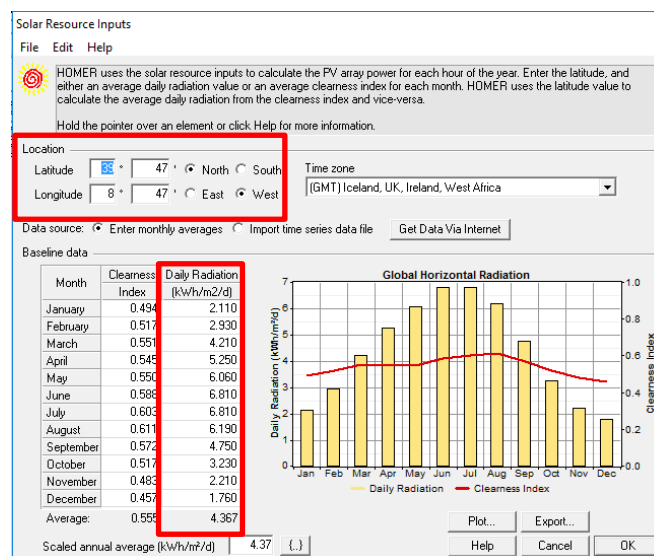 Solar Resource Inputs
File Edit Help
HOMER uses the solar resource inputs to calculate the PV array power for each hour of the year. Enter the latitude, and
either an average daily radiation value or an average clearness index for each month. HOMER uses the latitude value to
calculate the average daily radiation from the clearness index and vice-versa.
Hold the pointer over an element or click Help for more information.
Location
Latitude 39 ° 47 ' North South
Longitude 8 ° 47 ' East West
Time zone
(GMT) Iceland, UK, Ireland, West Africa
Data source: Enter monthly averages Import time series data file Get Data Via Internet
Baseline data
Month Clearness Index Daily Radiation (kWh/m2/d)
January 0.494 2.110
February 0.517 2.930
March 0.551 4.210
April 0.545 5.250
May 0.550 6.060
June 0.588 6.810
July 0.603 6.810
August 0.611 6.190
September 0.572 4.750
October 0.517 3.230
November 0.483 2.210
December 0.457 1.760
Average: 0.555 4.367
Scaled annual average (kWh/m²/d) 4.37 {..}
Global Horizontal Radiation
Daily Radiation (kWh/m²/d)
7
6
5
4
3
2
1
0
Jan Feb Mar Apr May Jun Jul Aug Sep Oct Nov Dec
1.0
0.8
0.6
0.4
0.2
0.0
Clearness Index
Daily Radiation Clearness Index
Plot... Export...
Help Cancel OK